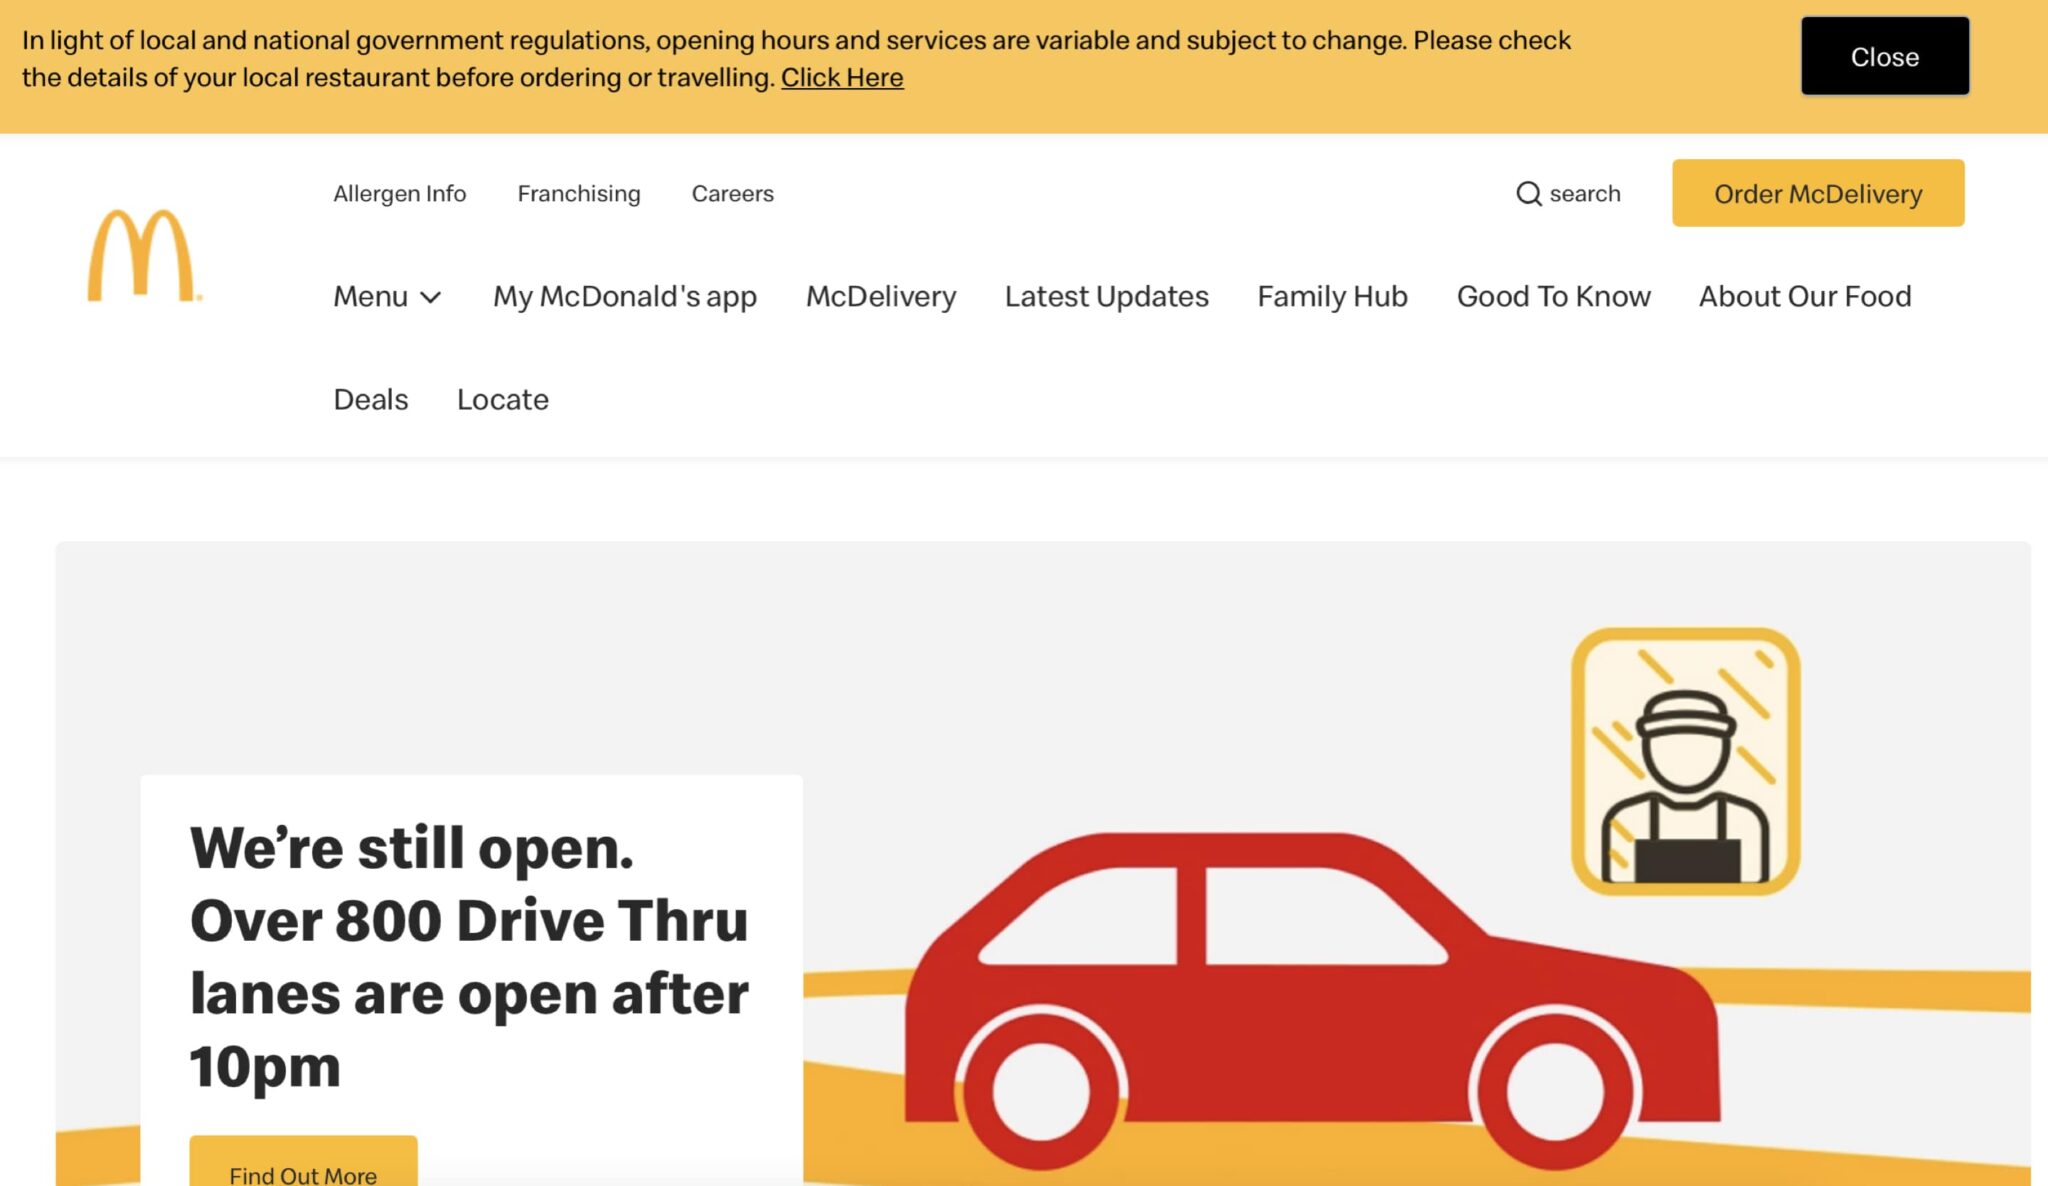 In light of local and national government regulations, opening hours and services are variable and subject to change. Please check
the details of your local restaurant before ordering or travelling. Click Here
Close
Allergen Info
Franchising
Careers
search
Order McDelivery
Menu
My McDonald's app
McDelivery
Latest Updates
Family Hub
Good To Know
About Our Food
Deals
Locate
We’re still open.
Over 800 Drive Thru
lanes are open after
10pm
Find Out More